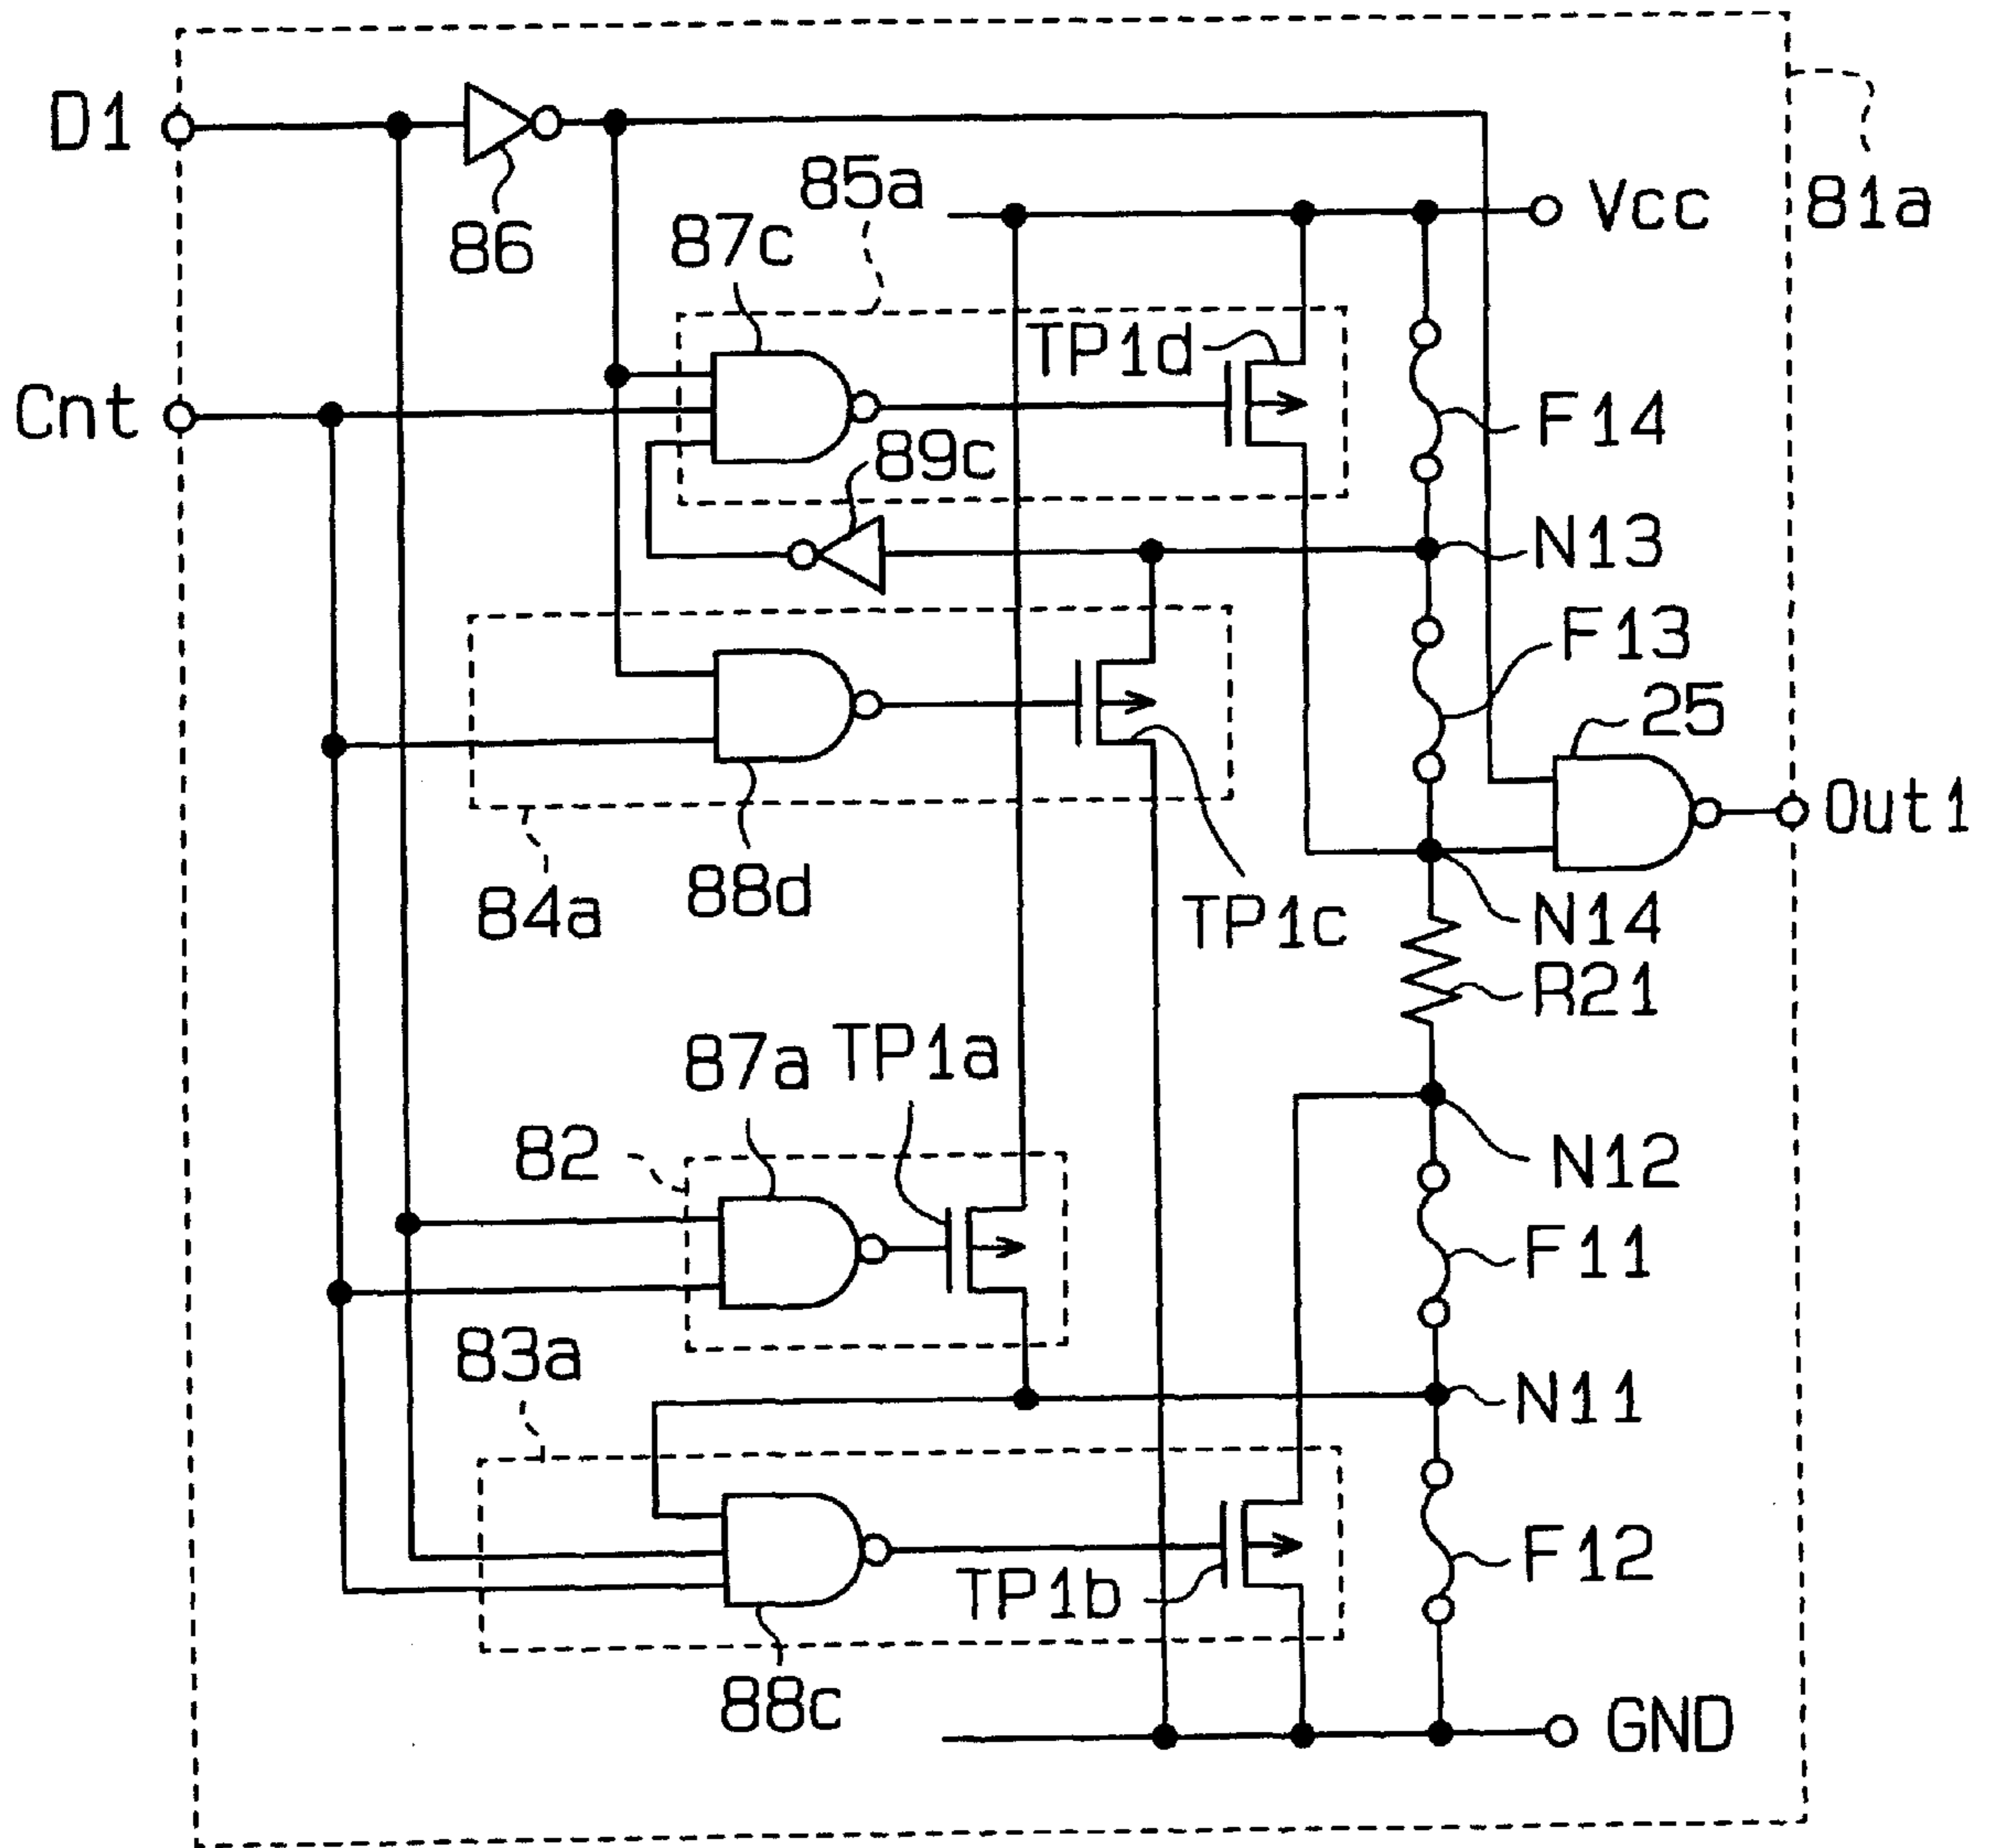 D1
86
85a
87c
Vcc
81a
TP1d
Cnt
F14
89c
N13
F13
25
Out1
88d
84a
TP1c
N14
R21
87a
TP1a
82
N12
F11
83a
N11
F12
TP1b
88c
GND